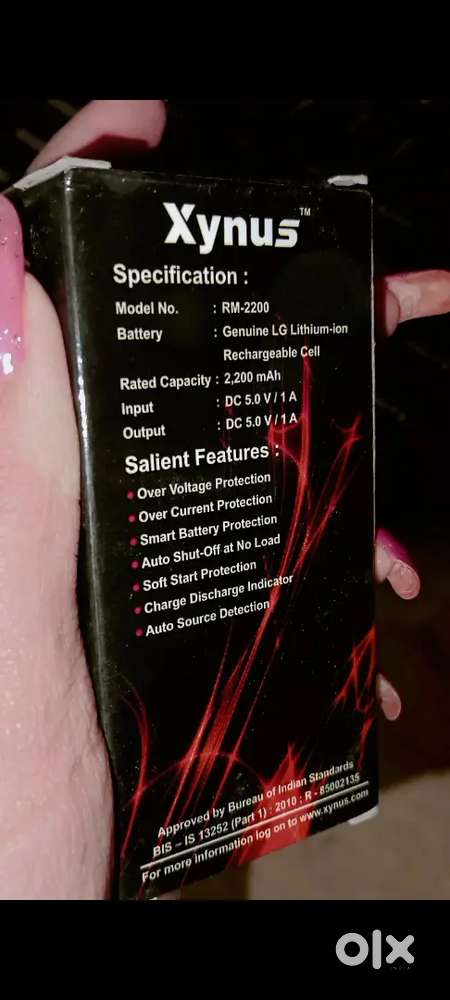 Xynus™
Specification :
Model No. : RM-2200
Battery : Genuine LG Lithium-ion
Rechargeable Cell
Rated Capacity : 2,200 mAh
Input : DC 5.0 V / 1 A
Output : DC 5.0 V / 1 A
Salient Features :
• Over Voltage Protection
• Over Current Protection
• Smart Battery Protection
• Auto Shut-Off at No Load
• Soft Start Protection
• Charge Discharge Indicator
• Auto Source Detection
Approved by Bureau of Indian Standards
BIS – IS 13252 (Part 1) : 2010 ; R - 85002135
For more information log on to www.xynus.com
olx
INDIA